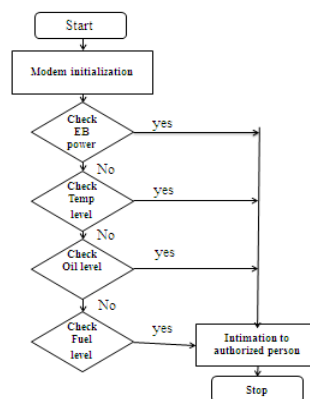 Start
Modem initialization
Check
EB
power
yes
No
Check
Temp
level
yes
No
Check
Oil level
yes
No
Check
Fuel
level
yes
Intimation to
authorized person
Stop